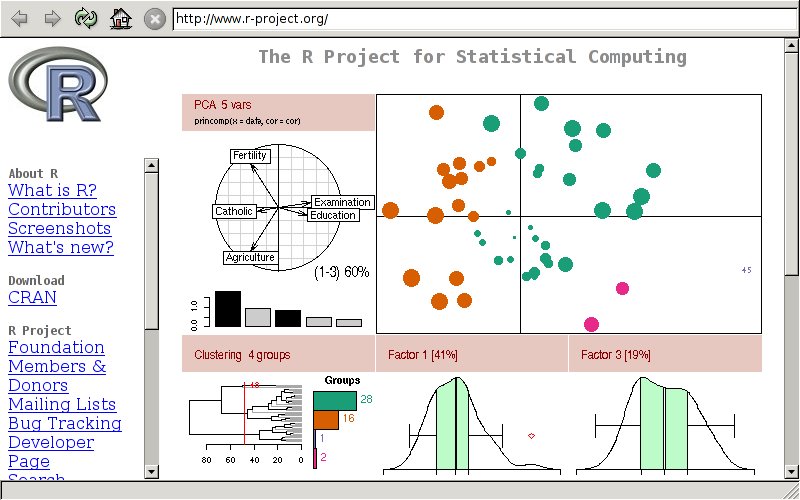 http://www.r-project.org/
R
The R Project for Statistical Computing
About R
What is R?
Contributors
Screenshots
What's new?
Download
CRAN
R Project
Foundation
Members &
Donors
Mailing Lists
Bug Tracking
Developer
Page
Search
PCA 5 vars
princomp(x = data, cor = cor)
Fertility
Catholic
Examination
Education
Agriculture
(1-3) 60%
1.0
0.0
45
Clustering 4 groups
Factor 1 [41%]
Factor 3 [19%]
Groups
28
16
1
2
80 60 40 20 0